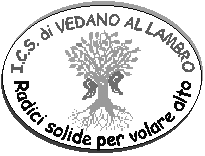 I.C.S. di VEDANO AL LAMBRO
Radici solide per volare alto